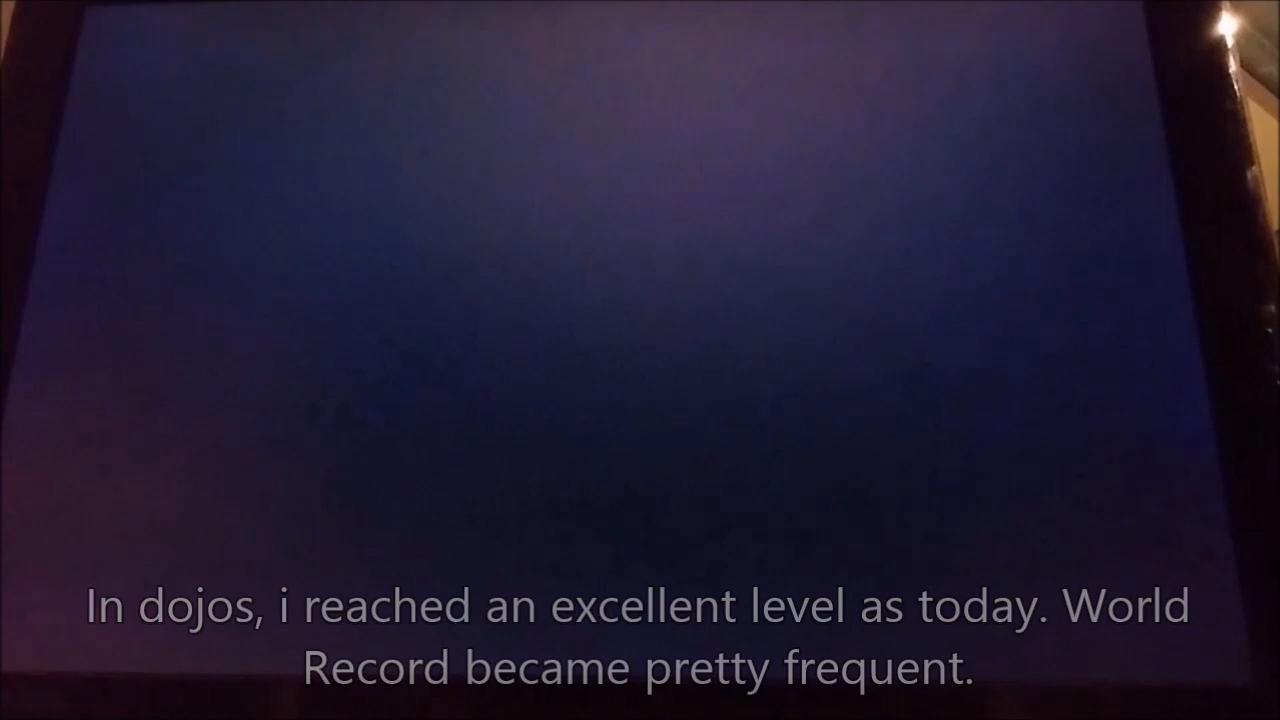 In dojos, i reached an excellent level as today. World
Record became pretty frequent.